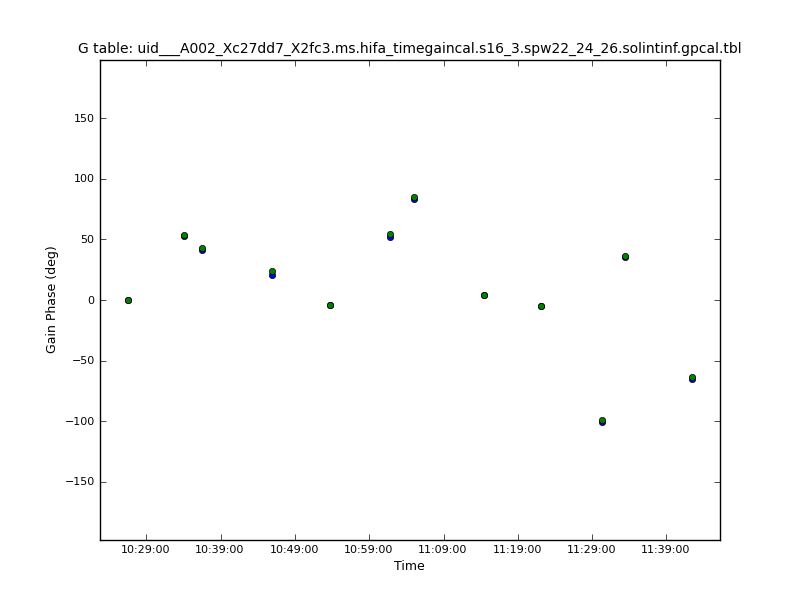 G table: uid___A002_Xc27dd7_X2fc3.ms.hifa_timegaincal.s16_3.spw22_24_26.solintinf.gpcal.tbl
150
100
50
0
−50
−100
−150
Gain Phase (deg)
10:29:00 10:39:00 10:49:00 10:59:00 11:09:00 11:19:00 11:29:00 11:39:00
Time